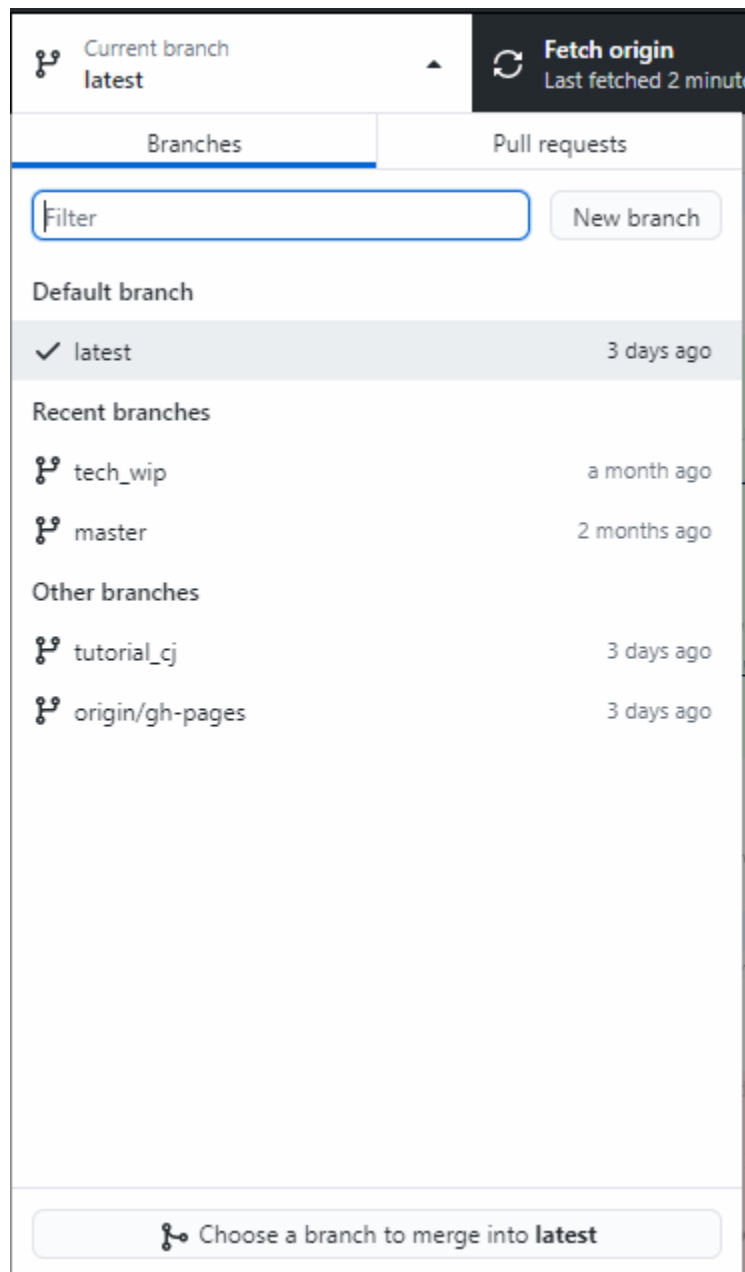 Current branch
latest
Fetch origin
Last fetched 2
Branches
Pull requests
Filter
New branch
Default branch
latest 3 days ago
Recent branches
tech_wip a month ago
master 2 months ago
Other branches
tutorial_cj 3 days ago
origin/gh-pages 3 days ago
Choose a branch to merge into latest